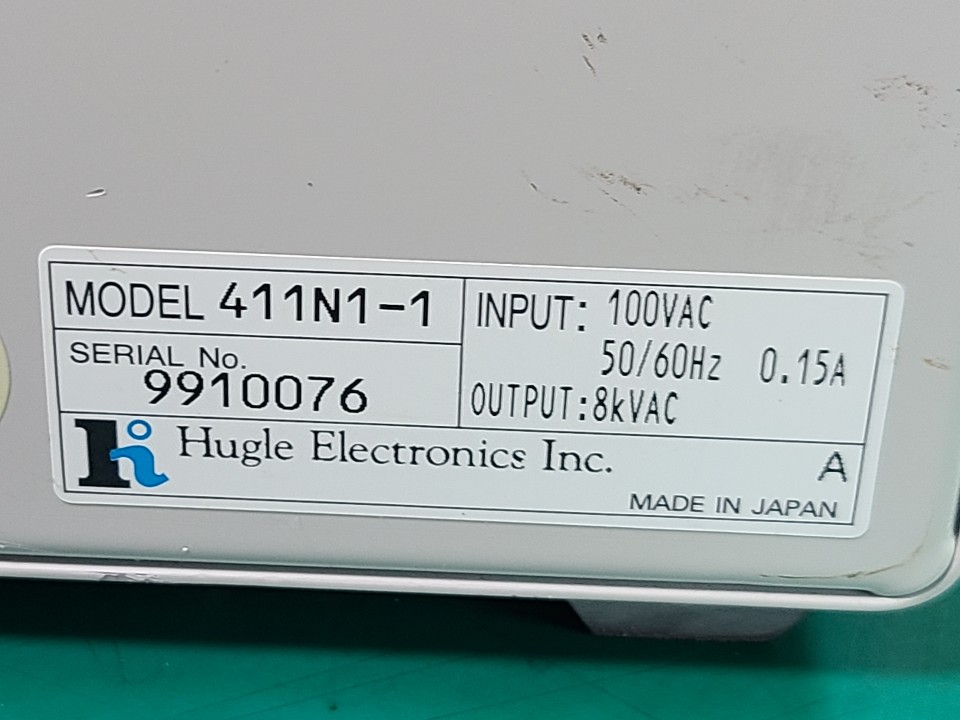 MODEL 411N1-1
SERIAL No.
9910076
INPUT: 100VAC
50/60Hz 0.15A
OUTPUT:8kVAC
Hugle Electronics Inc.
A
MADE IN JAPAN